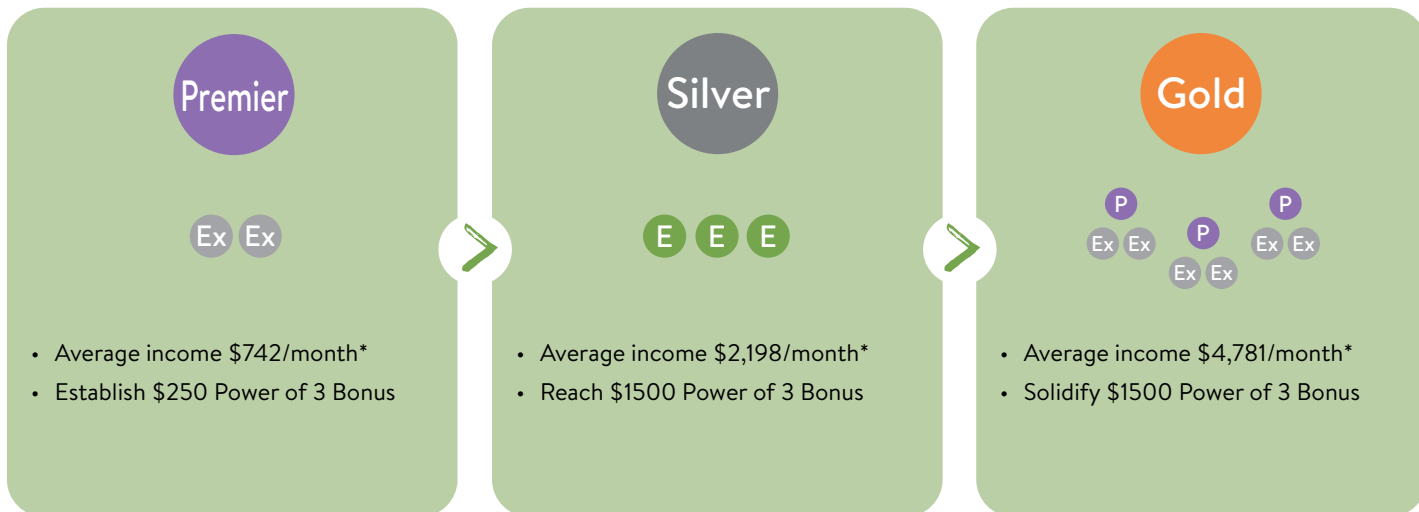 Premier
Ex Ex
• Average income $742/month*
• Establish $250 Power of 3 Bonus
Silver
E E E
• Average income $2,198/month*
• Reach $1500 Power of 3 Bonus
Gold
P P P
Ex Ex Ex Ex Ex Ex
• Average income $4,781/month*
• Solidify $1500 Power of 3 Bonus